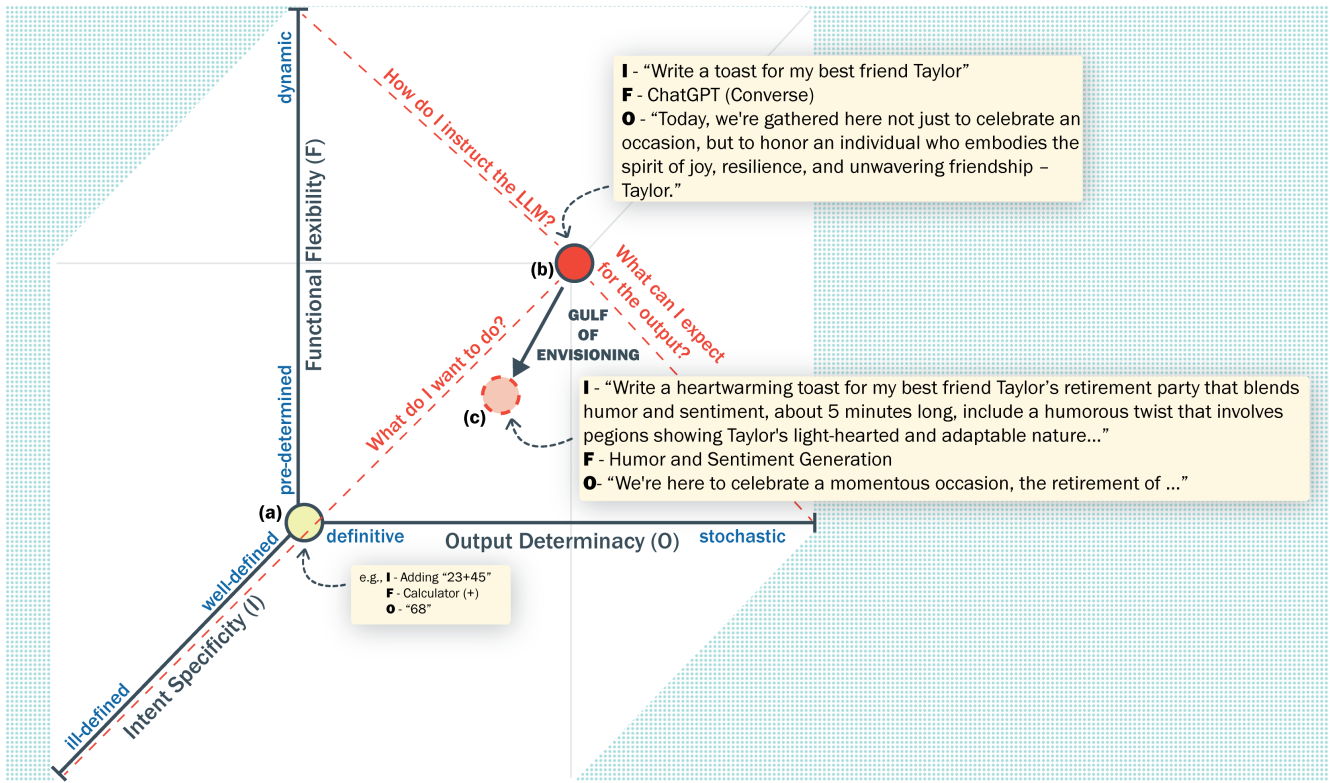 dynamic
Functional Flexibility (F)
pre-determined
How do I instruct the LLM?
I - “Write a toast for my best friend Taylor”
F - ChatGPT (Converse)
O - “Today, we're gathered here not just to celebrate an
occasion, but to honor an individual who embodies the
spirit of joy, resilience, and unwavering friendship –
Taylor.”
(b)
What can I expect
for the output?
GULF
OF
ENVISIONING
What do I want to do?
(c)
I - “Write a heartwarming toast for my best friend Taylor’s retirement party that blends
humor and sentiment, about 5 minutes long, include a humorous twist that involves
pegions showing Taylor's light-hearted and adaptable nature...”
F - Humor and Sentiment Generation
O- “We're here to celebrate a momentous occasion, the retirement of ...”
(a)
definitive
Output Determinacy (O)
stochastic
well-defined
Intent Specificity (I)
ill-defined
e.g., I - Adding “23+45”
F - Calculator (+)
O - “68”